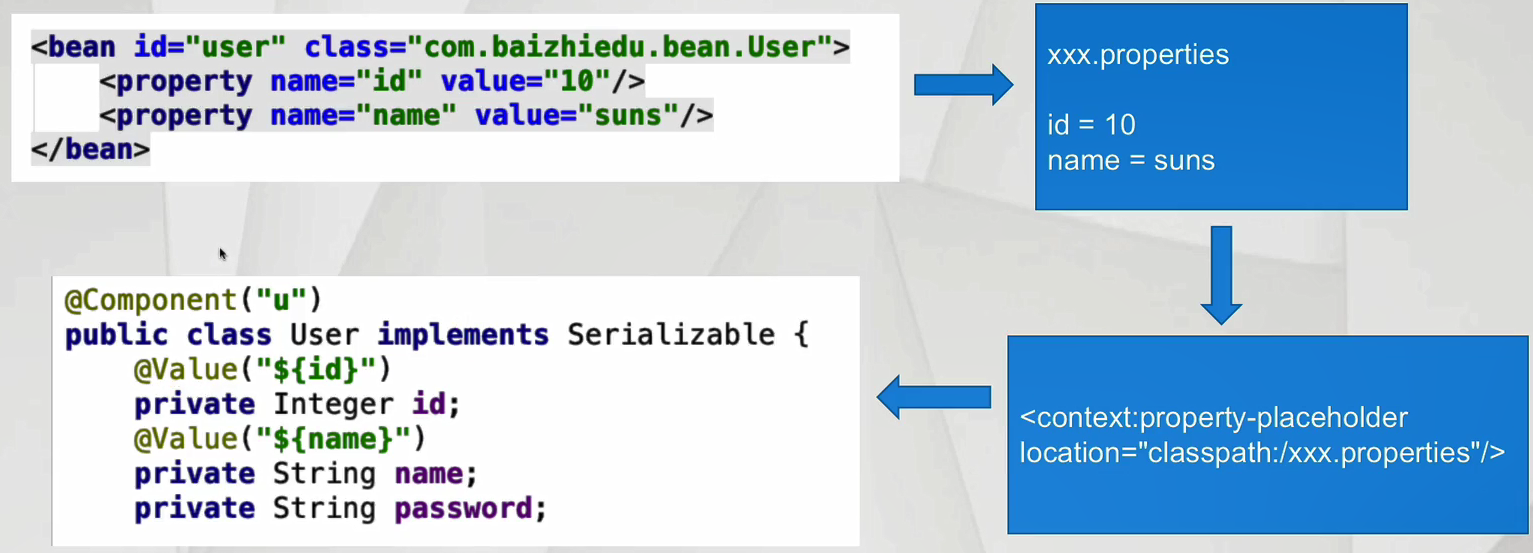 <bean id="user" class="com.baizhiedu.bean.User">
    <property name="id" value="10"/>
    <property name="name" value="suns"/>
</bean>
xxx.properties
id = 10
name = suns
@Component("u")
public class User implements Serializable {
    @Value("${id}")
    private Integer id;
    @Value("${name}")
    private String name;
    private String password;
<context:property-placeholder
location="classpath:/xxx.properties"/>